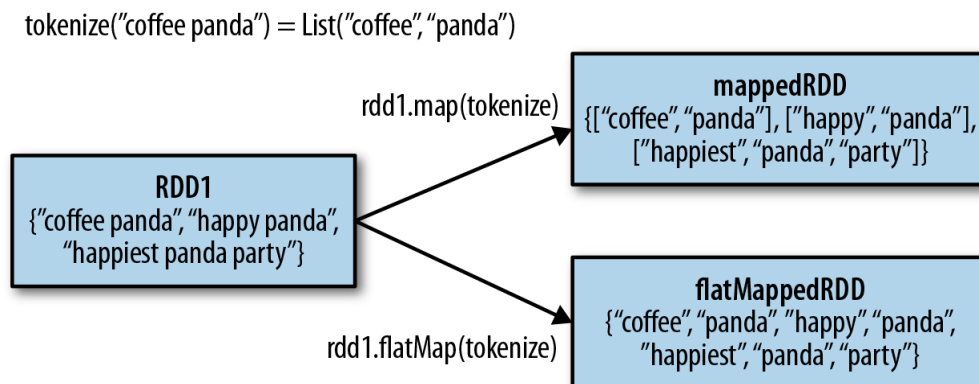 tokenize("coffee panda") = List("coffee", “panda”)
mappedRDD
{[“coffee”, “panda”], [”happy”, “panda”],
[”happiest”, “panda”, “party”]}
rdd1.map(tokenize)
RDD1
{”coffee panda”, “happy panda”,
“happiest panda party”}
flatMappedRDD
{“coffee”, “panda”, ”happy”, “panda”,
”happiest”, “panda”, “party”}
rdd1.flatMap(tokenize)